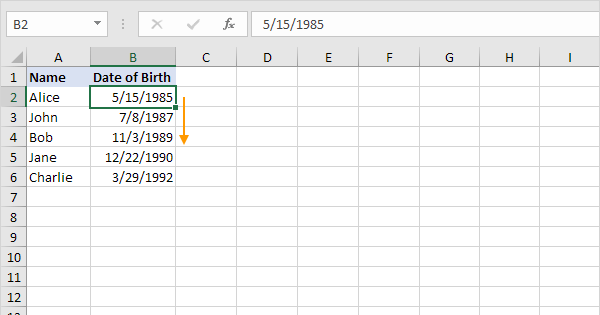 B2 fx 5/15/1985
A B C D E F G H I
1 Name Date of Birth
2 Alice 5/15/1985
3 John 7/8/1987
4 Bob 11/3/1989
5 Jane 12/22/1990
6 Charlie 3/29/1992
7
8
9
10
11
12